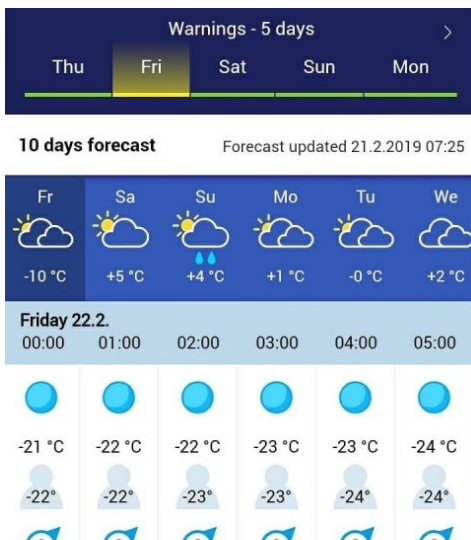 Warnings - 5 days
Thu Fri Sat Sun Mon
10 days forecast Forecast updated 21.2.2019 07:25
Fr Sa Su Mo Tu We
-10 °C +5 °C +4 °C +1 °C -0 °C +2 °C
Friday 22.2.
00:00 01:00 02:00 03:00 04:00 05:00
-21 °C -22 °C -22 °C -23 °C -23 °C -24 °C
-22° -22° -23° -23° -24° -24°